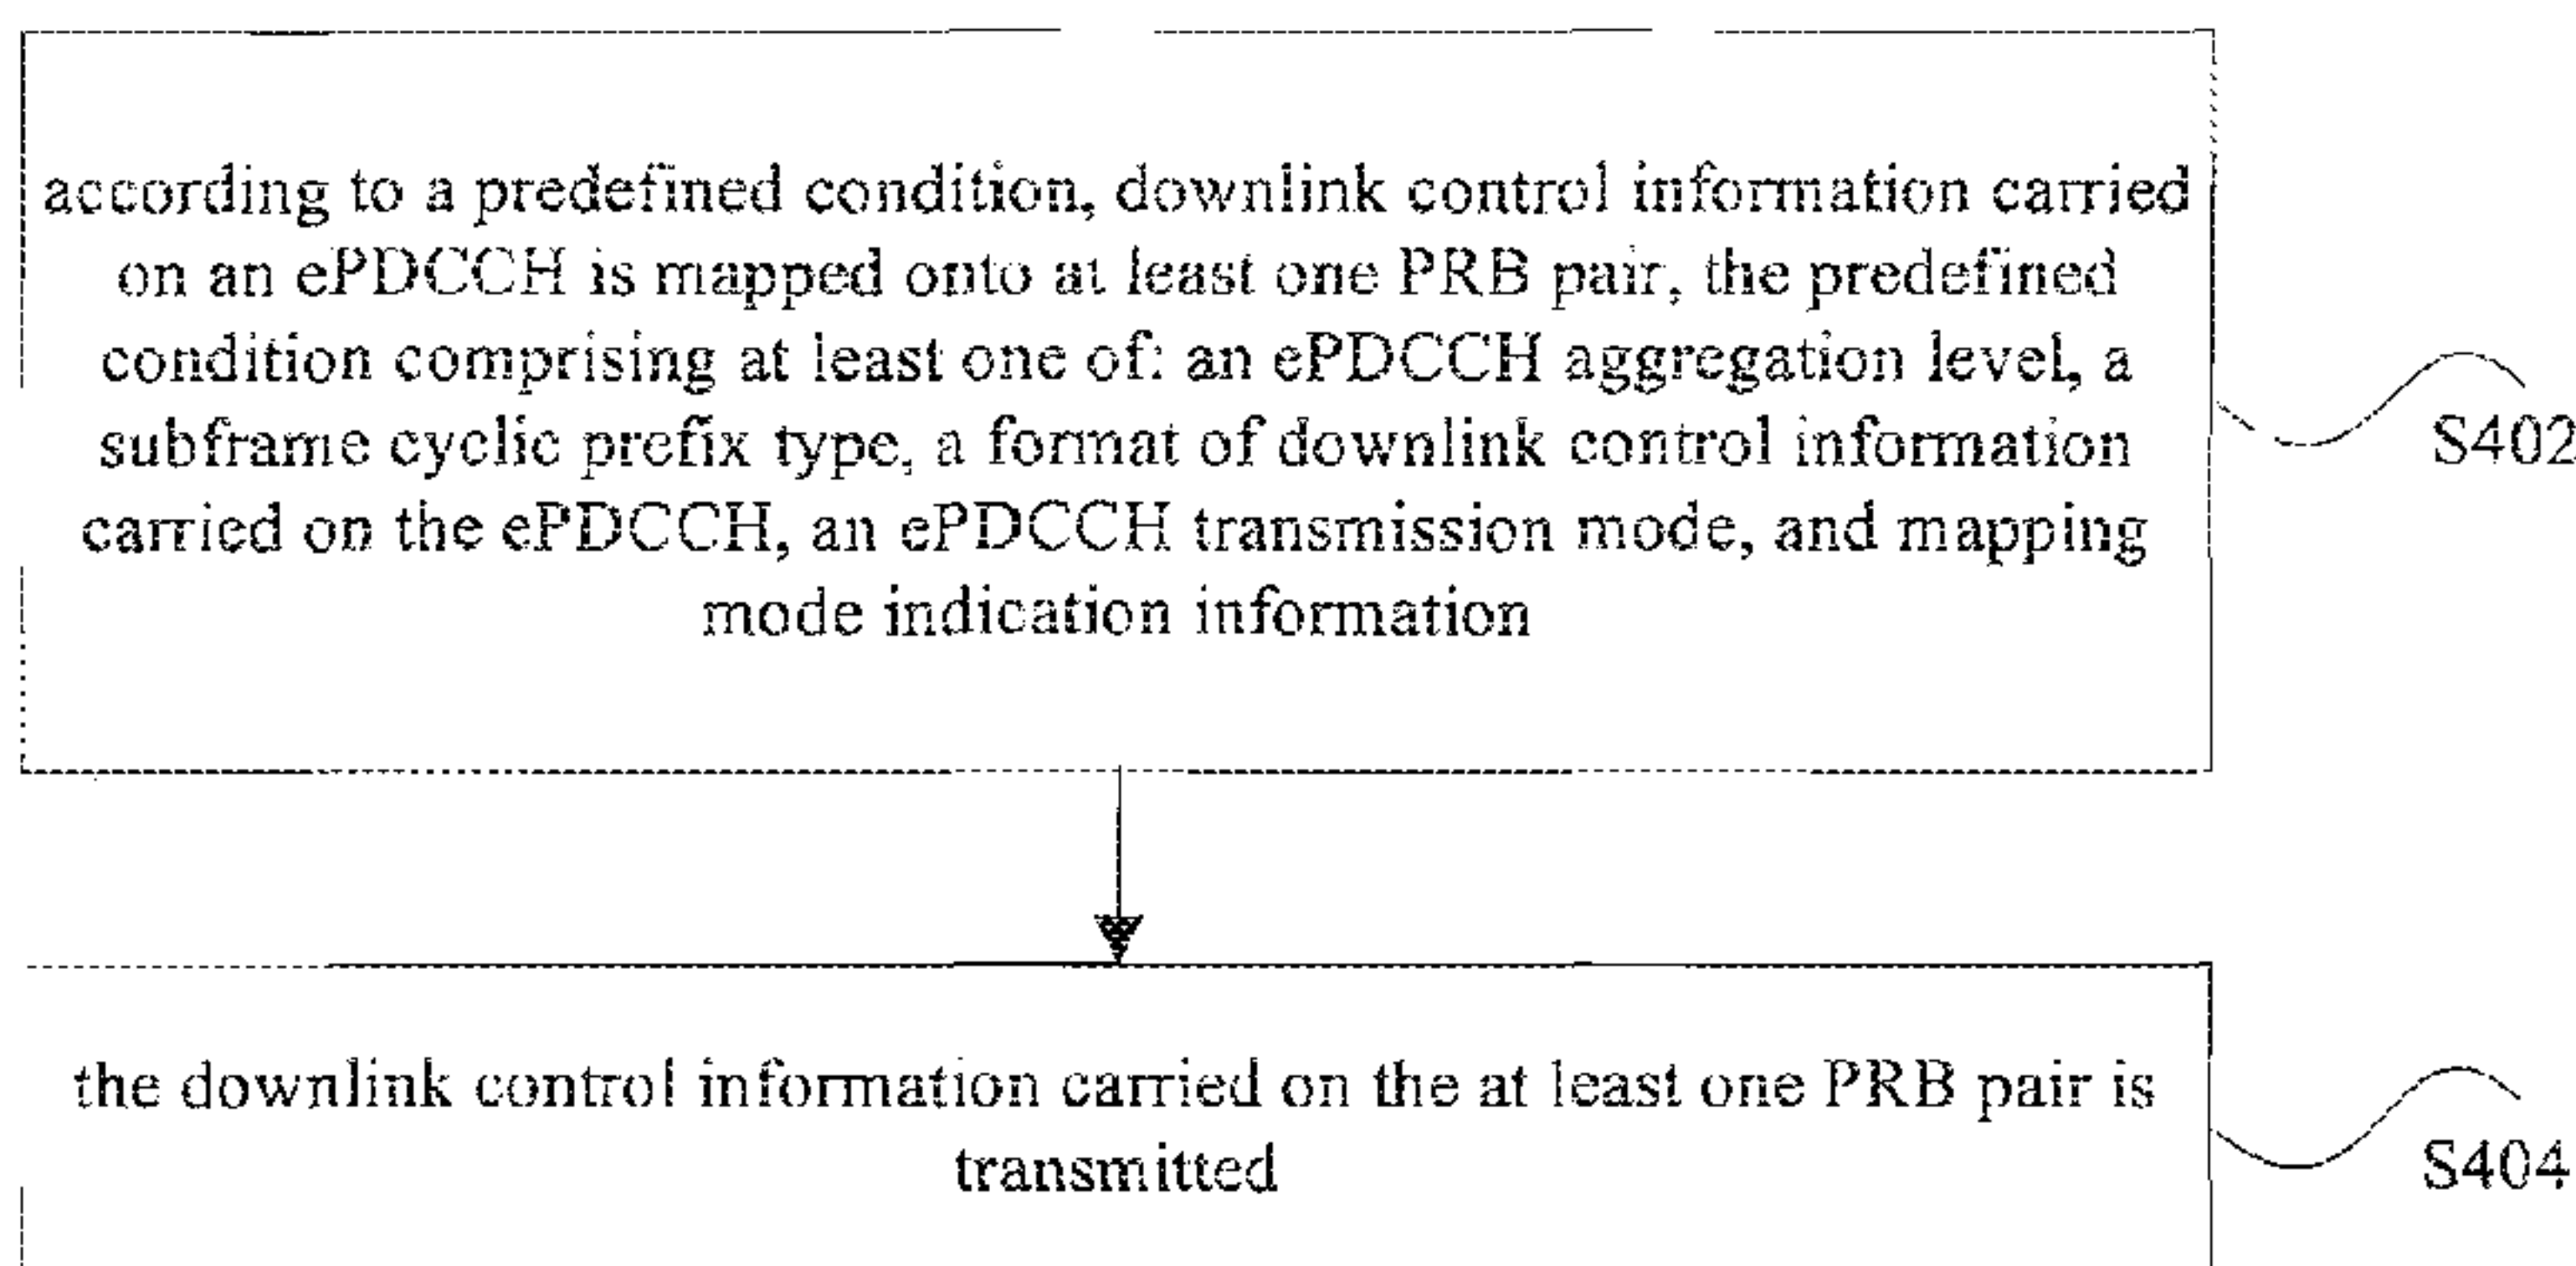 according to a predefined condition, downlink control information carried
on an ePDCCH is mapped onto at least one PRB pair, the predefined
condition comprising at least one of: an ePDCCH aggregation level, a
subframe cyclic prefix type, a format of downlink control information
carried on the ePDCCH, an ePDCCH transmission mode, and mapping
mode indication information
S402
the downlink control information carried on the at least one PRB pair is
transmitted
S404